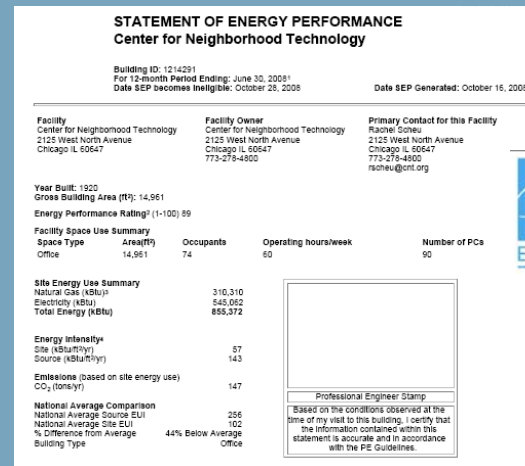 STATEMENT OF ENERGY PERFORMANCE
Center for Neighborhood Technology
Building ID: 1214291
For 12-month Period Ending: June 30, 2008¹
Date SEP becomes ineligible: October 28, 2008
Date SEP Generated: October 16, 2008
Facility
Center for Neighborhood Technology
2125 West North Avenue
Chicago IL 60647
Facility Owner
Center for Neighborhood Technology
2125 West North Avenue
Chicago IL 60647
773-278-4800
Primary Contact for this Facility
Rachel Scheu
2125 West North Avenue
Chicago IL 60647
773-278-4800
rscheu@cnt.org
Year Built: 1920
Gross Building Area (ft²): 14,961
Energy Performance Rating² (1-100) 89
Facility Space Use Summary
Space Type Area(ft²) Occupants Operating hours/week Number of PCs
Office 14,961 74 60 90
Site Energy Use Summary
Natural Gas (kBtu)³ 310,310
Electricity (kBtu) 545,062
Total Energy (kBtu) 855,372
Energy Intensity⁴
Site (kBtu/ft²/yr) 57
Source (kBtu/ft²/yr) 143
Emissions (based on site energy use)
CO₂ (tons/yr) 147
National Average Comparison
National Average Source EUI 256
National Average Site EUI 102
% Difference from Average 44% Below Average
Building Type Office
Professional Engineer Stamp
Based on the conditions observed at the
time of my visit to this building, I certify that
the information contained within this
statement is accurate and in accordance
with the PE Guidelines.